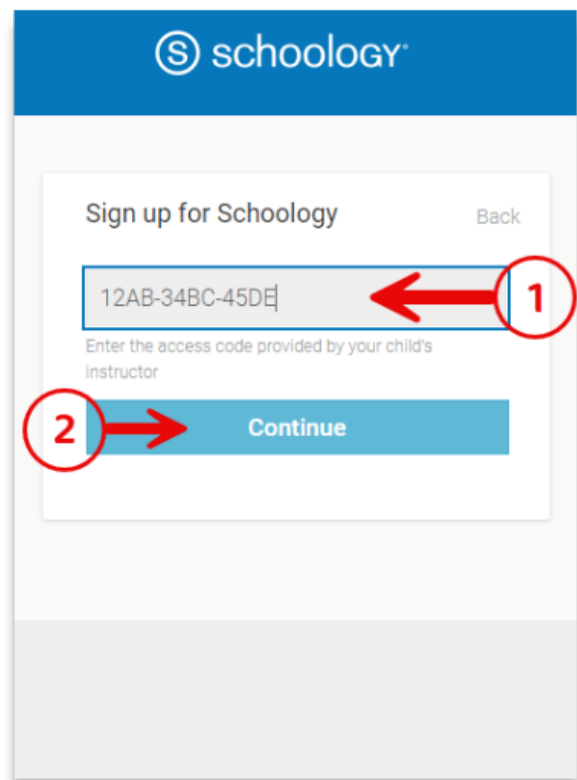 schoology
Sign up for Schoology
Back
12AB-34BC-45DE
1
Enter the access code provided by your child's
instructor
2
Continue